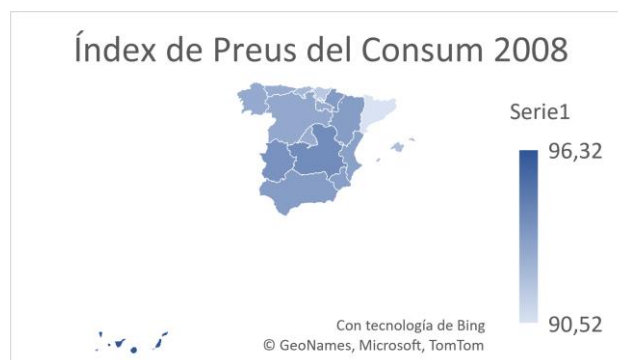 Índex de Preus del Consum 2008
Serie1
96,32
90,52
Con tecnología de Bing
© GeoNames, Microsoft, TomTom